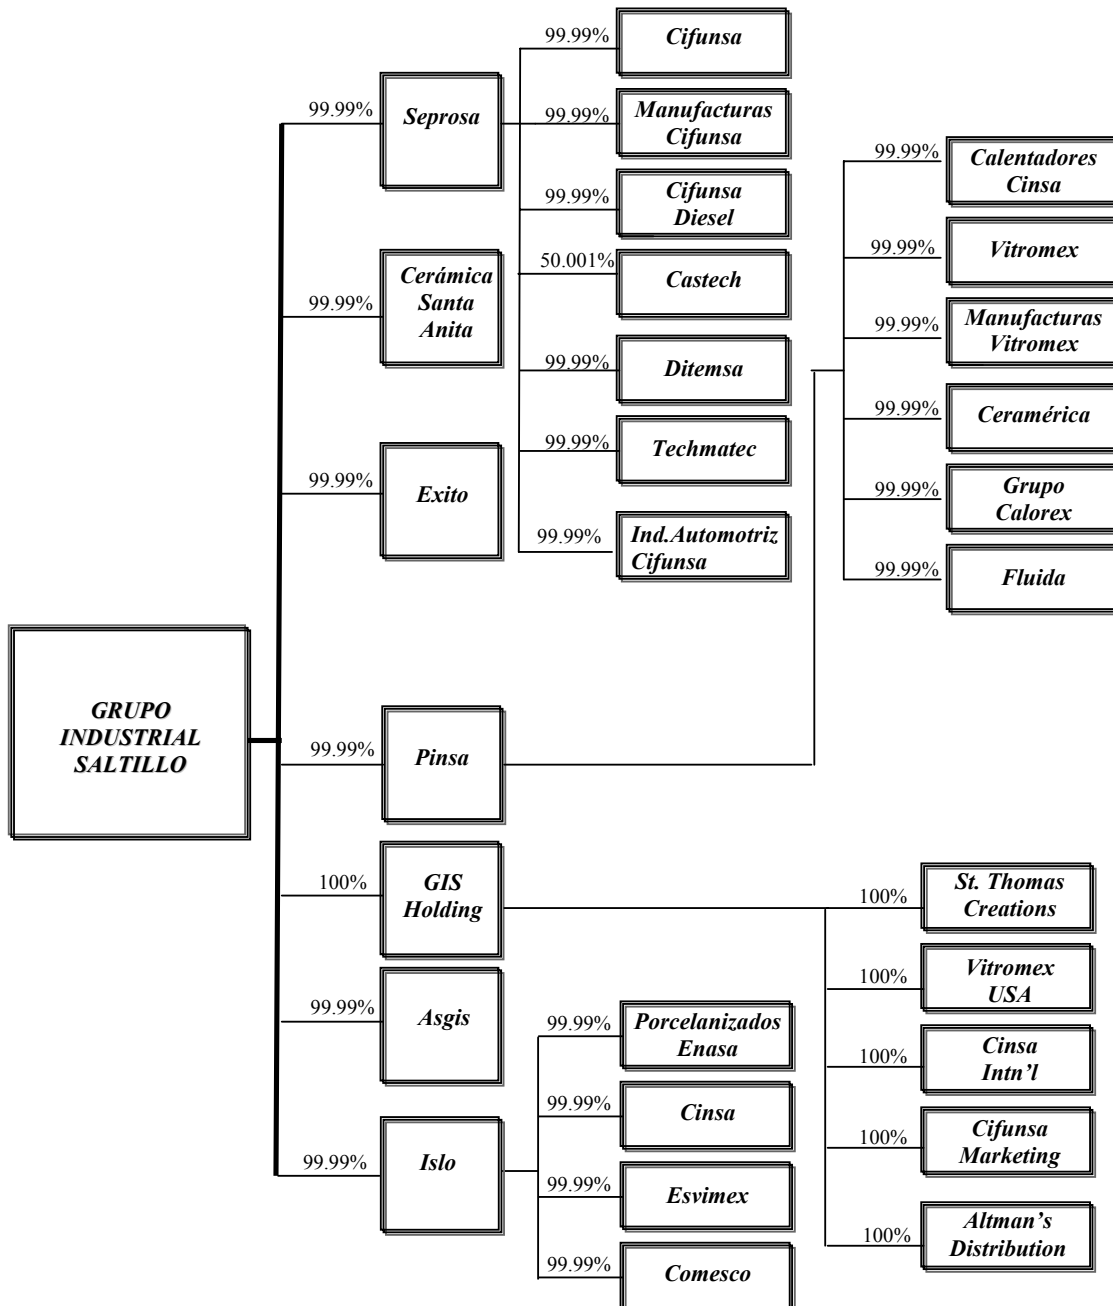 GRUPO
INDUSTRIAL
SALTILLO
99.99%
Seprosa
99.99%
Cifunsa
99.99%
Manufacturas
Cifunsa
99.99%
Cifunsa
Diesel
50.001%
Castech
99.99%
Ditemsa
99.99%
Techmatec
99.99%
Ind.Automotriz
Cifunsa
99.99%
Cerámica
Santa
Anita
99.99%
Exito
99.99%
Pinsa
99.99%
Calentadores
Cinsa
99.99%
Vitromex
99.99%
Manufacturas
Vitromex
99.99%
Ceramérica
99.99%
Grupo
Calorex
99.99%
Fluida
100%
GIS
Holding
100%
St. Thomas
Creations
100%
Vitromex
USA
100%
Cinsa
Intn’l
100%
Cifunsa
Marketing
100%
Altman’s
Distribution
99.99%
Asgis
99.99%
Islo
99.99%
Porcelanizados
Enasa
99.99%
Cinsa
99.99%
Esvimex
99.99%
Comesco